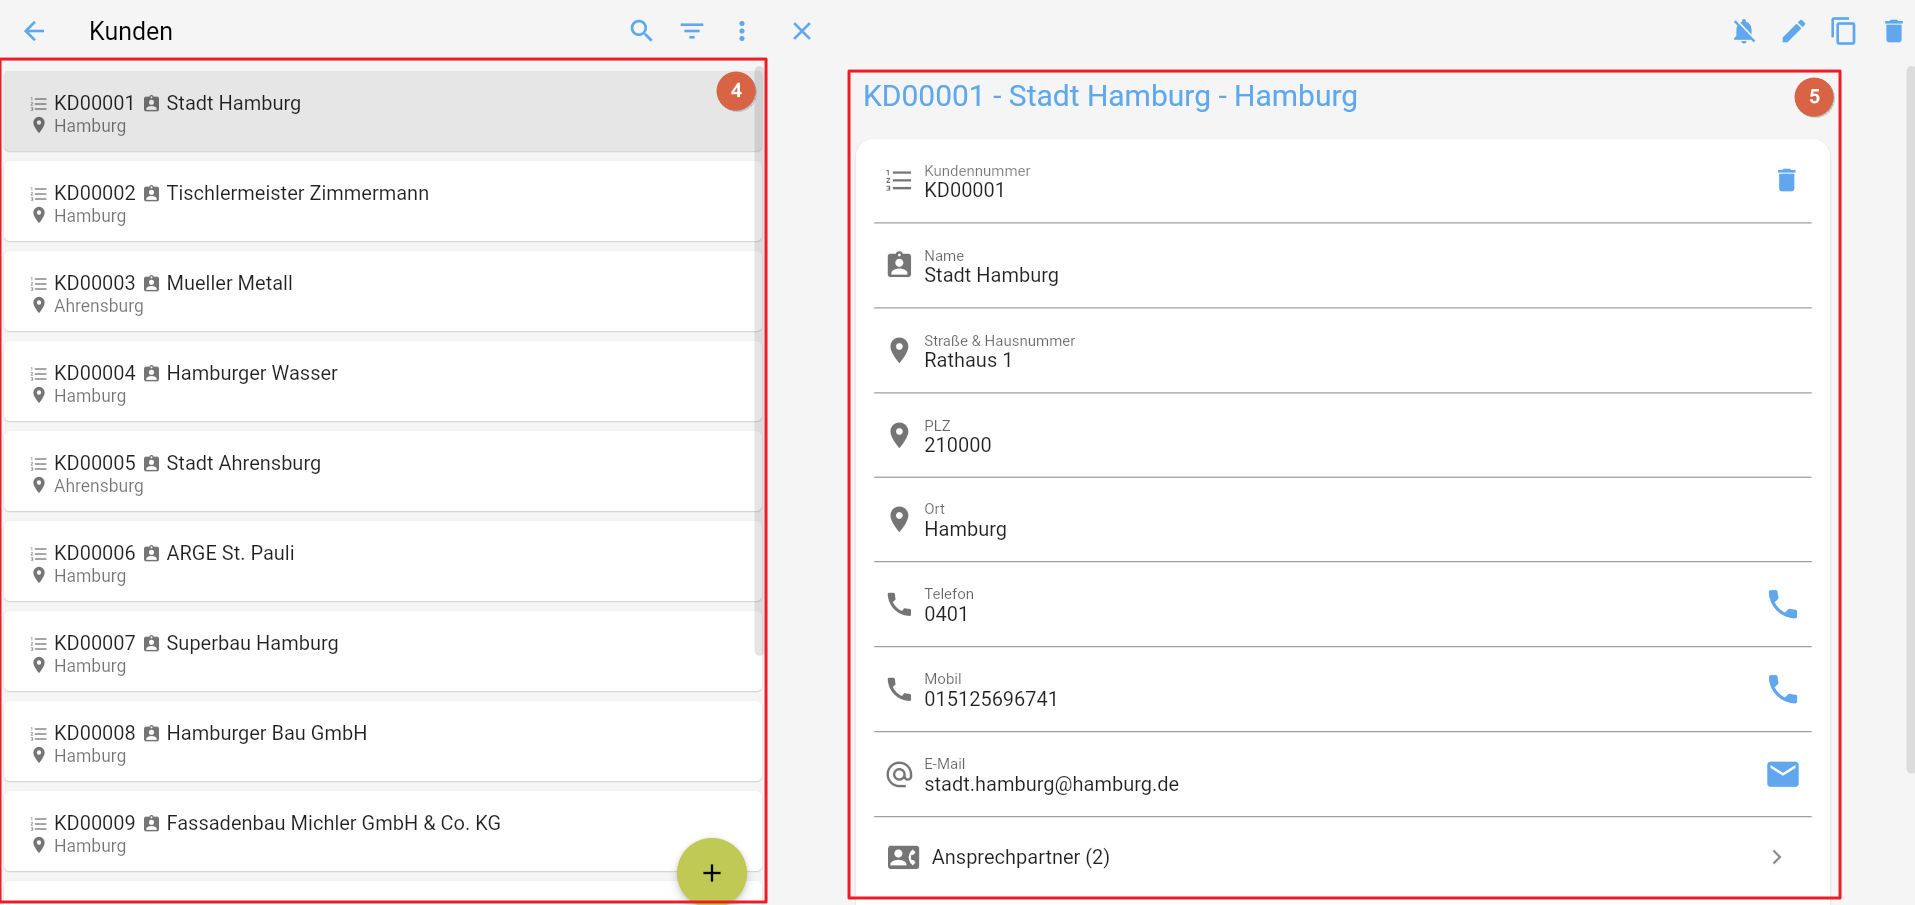 Kunden
4
KD00001 Stadt Hamburg
Hamburg
KD00002 Tischlermeister Zimmermann
Hamburg
KD00003 Mueller Metall
Ahrensburg
KD00004 Hamburger Wasser
Hamburg
KD00005 Stadt Ahrensburg
Ahrensburg
KD00006 ARGE St. Pauli
Hamburg
KD00007 Superbau Hamburg
Hamburg
KD00008 Hamburger Bau GmbH
Hamburg
KD00009 Fassadenbau Michler GmbH & Co. KG
Hamburg
KD00001 - Stadt Hamburg - Hamburg
5
Kundennummer
KD00001
Name
Stadt Hamburg
Straße & Hausnummer
Rathaus 1
PLZ
210000
Ort
Hamburg
Telefon
0401
Mobil
015125696741
E-Mail
stadt.hamburg@hamburg.de
Ansprechpartner (2)